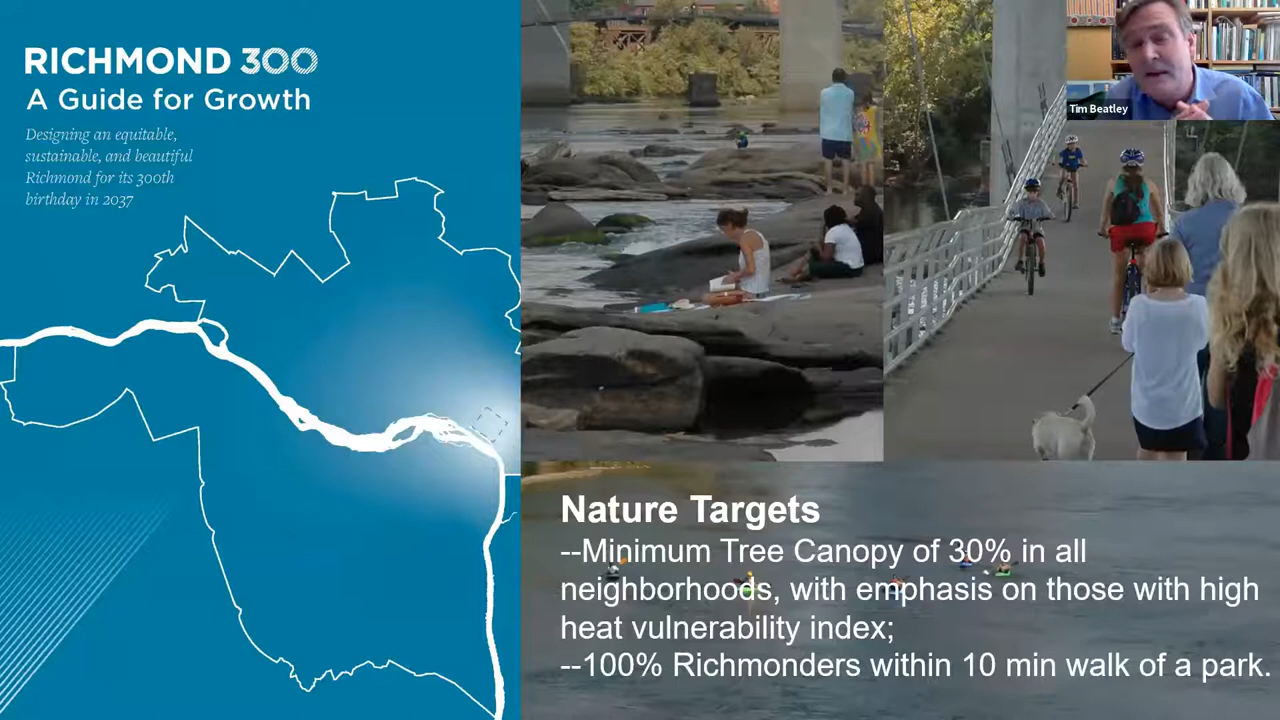 RICHMOND 300
A Guide for Growth
Designing an equitable,
sustainable, and beautiful
Richmond for its 300th
birthday in 2037
Tim Beatley
Nature Targets
--Minimum Tree Canopy of 30% in all
neighborhoods, with emphasis on those with high
heat vulnerability index;
--100% Richmonders within 10 min walk of a park.